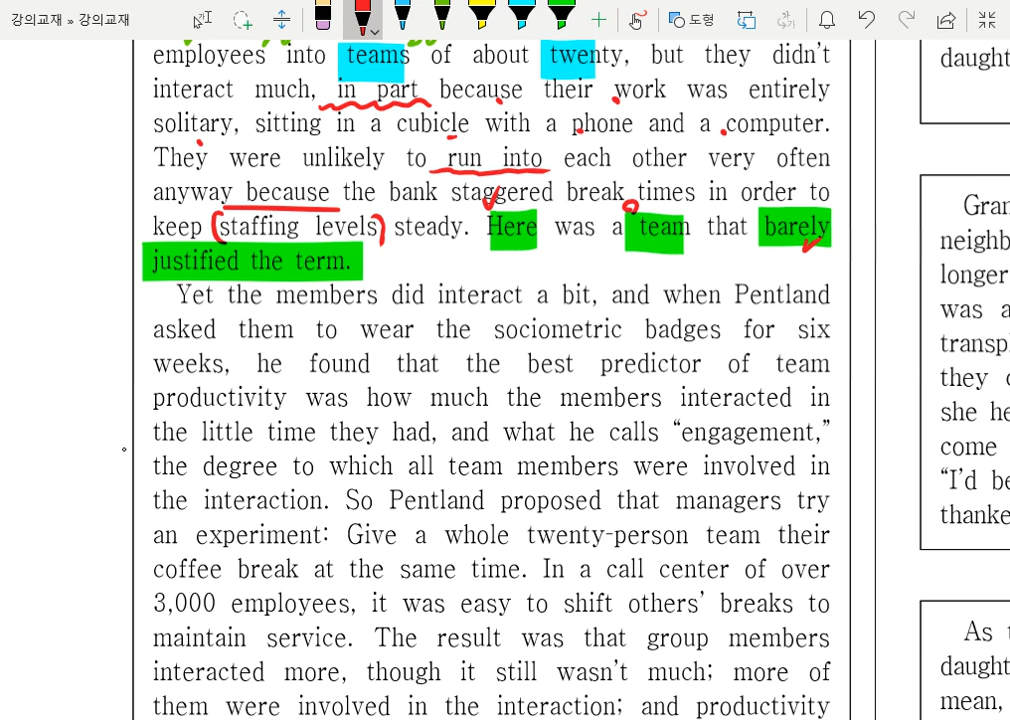 강의교재 » 강의교재
도형
employees into teams of about twenty, but they didn't
interact much, in part because their work was entirely
solitary, sitting in a cubicle with a phone and a computer.
They were unlikely to run into each other very often
anyway because the bank staggered break times in order to
keep (staffing levels) steady. Here was a team that barely
justified the term.
Yet the members did interact a bit, and when Pentland
asked them to wear the sociometric badges for six
weeks, he found that the best predictor of team
productivity was how much the members interacted in
the little time they had, and what he calls “engagement,”
the degree to which all team members were involved in
the interaction. So Pentland proposed that managers try
an experiment: Give a whole twenty-person team their
coffee break at the same time. In a call center of over
3,000 employees, it was easy to shift others’ breaks to
maintain service. The result was that group members
interacted more, though it still wasn’t much; more of
them were involved in the interaction; and productivity
daught
Gran
neighb
longer
was a
transp
they
she he
come
“I’d be
thanke
As t
daught
mean,